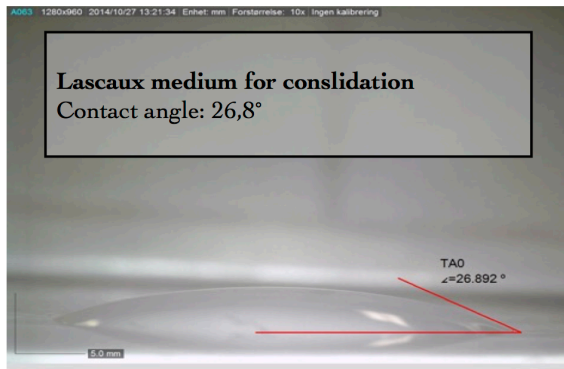 A063 1280x960 2014/10/27 13:21:34 Enhet: mm Forstørrelse: 10x Ingen kalibrering
Lascaux medium for conslidation
Contact angle: 26,8°
TA0
∠=26.892 °
5.0 mm